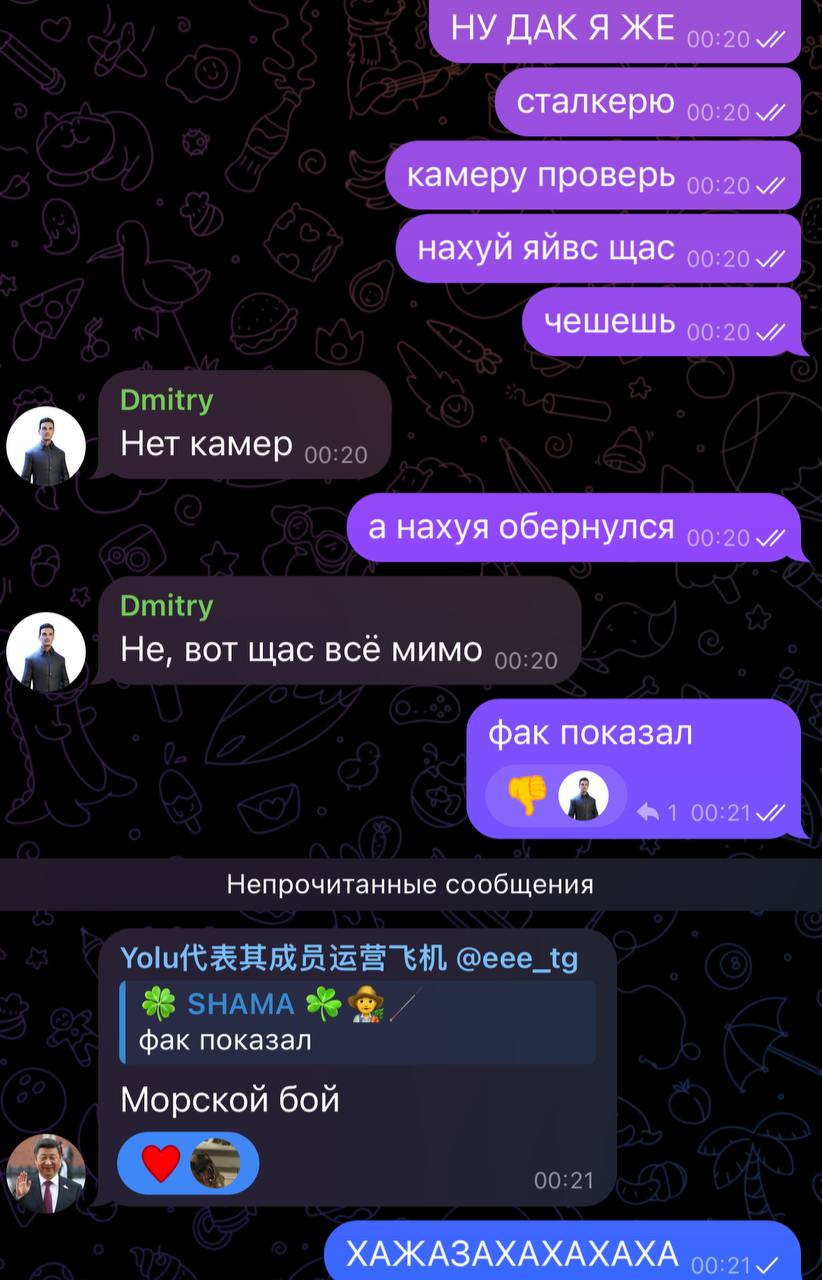 НУ ДАК Я ЖЕ 00:20
сталкерю 00:20
камеру проверь 00:20
нахуй яйвс щас 00:20
чешешь 00:20
Dmitry
Нет камер 00:20
а нахуя обернулся 00:20
Dmitry
Не, вот щас всё мимо 00:20
фак показал
1 00:21
Непрочитанные сообщения
Yolu代表其成员运营飞机 @eee_tg
SHAMA
фак показал
Морской бой
00:21
ХАЖАЗАХАХАХАХА 00:21